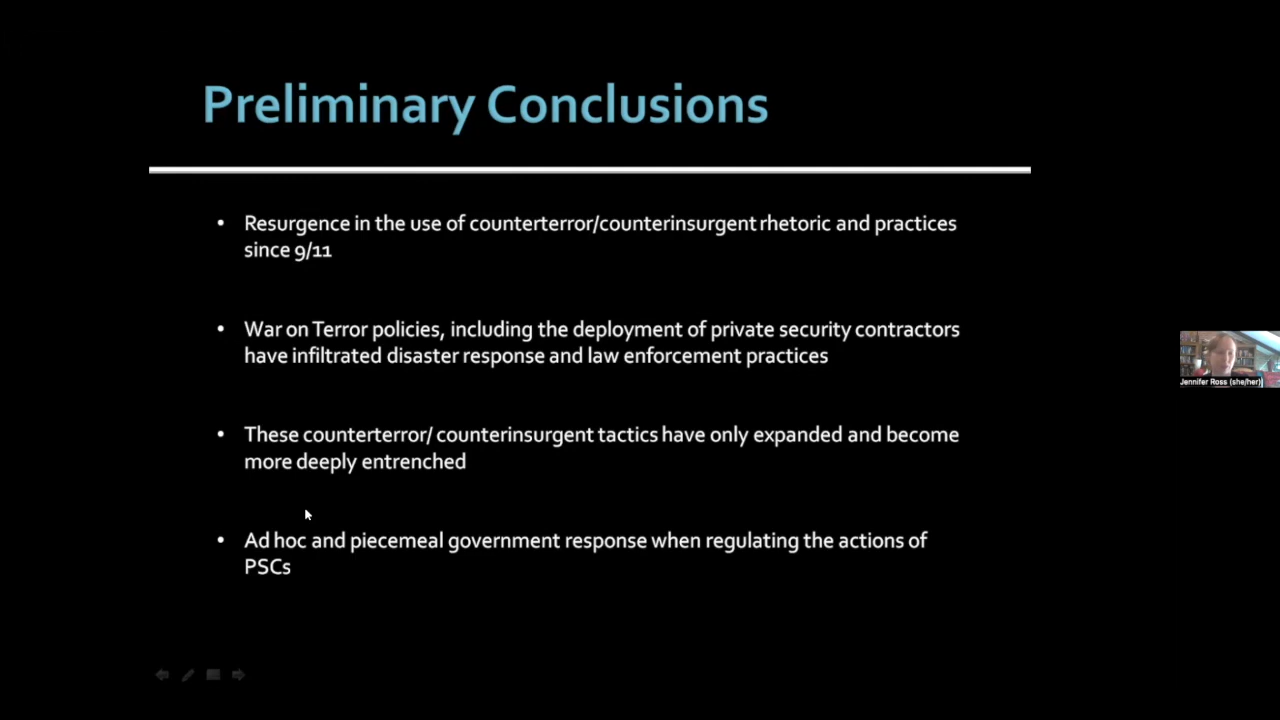 Preliminary Conclusions
• Resurgence in the use of counterterror/counterinsurgent rhetoric and practices
since 9/11
• War on Terror policies, including the deployment of private security contractors
have infiltrated disaster response and law enforcement practices
• These counterterror/ counterinsurgent tactics have only expanded and become
more deeply entrenched
• Ad hoc and piecemeal government response when regulating the actions of
PSCs
Jennifer Ross (she/her)